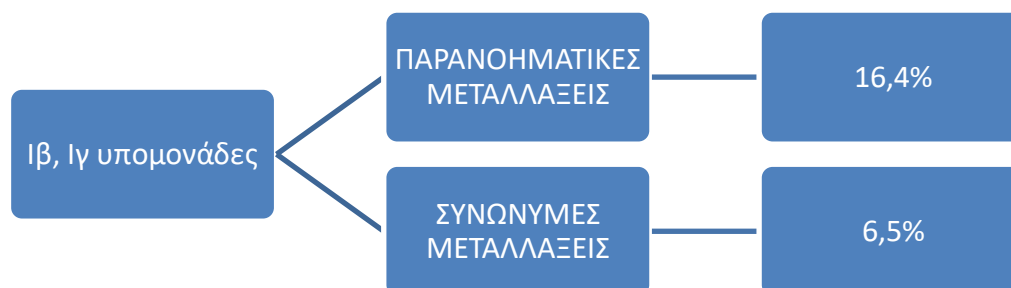 ΠΑΡΑΝΟΗΜΑΤΙΚΕΣ
ΜΕΤΑΛΛΑΞΕΙΣ
16,4%
Ιβ, Ιγ υπομονάδες
ΣΥΝΩΝΥΜΕΣ
ΜΕΤΑΛΛΑΞΕΙΣ
6,5%